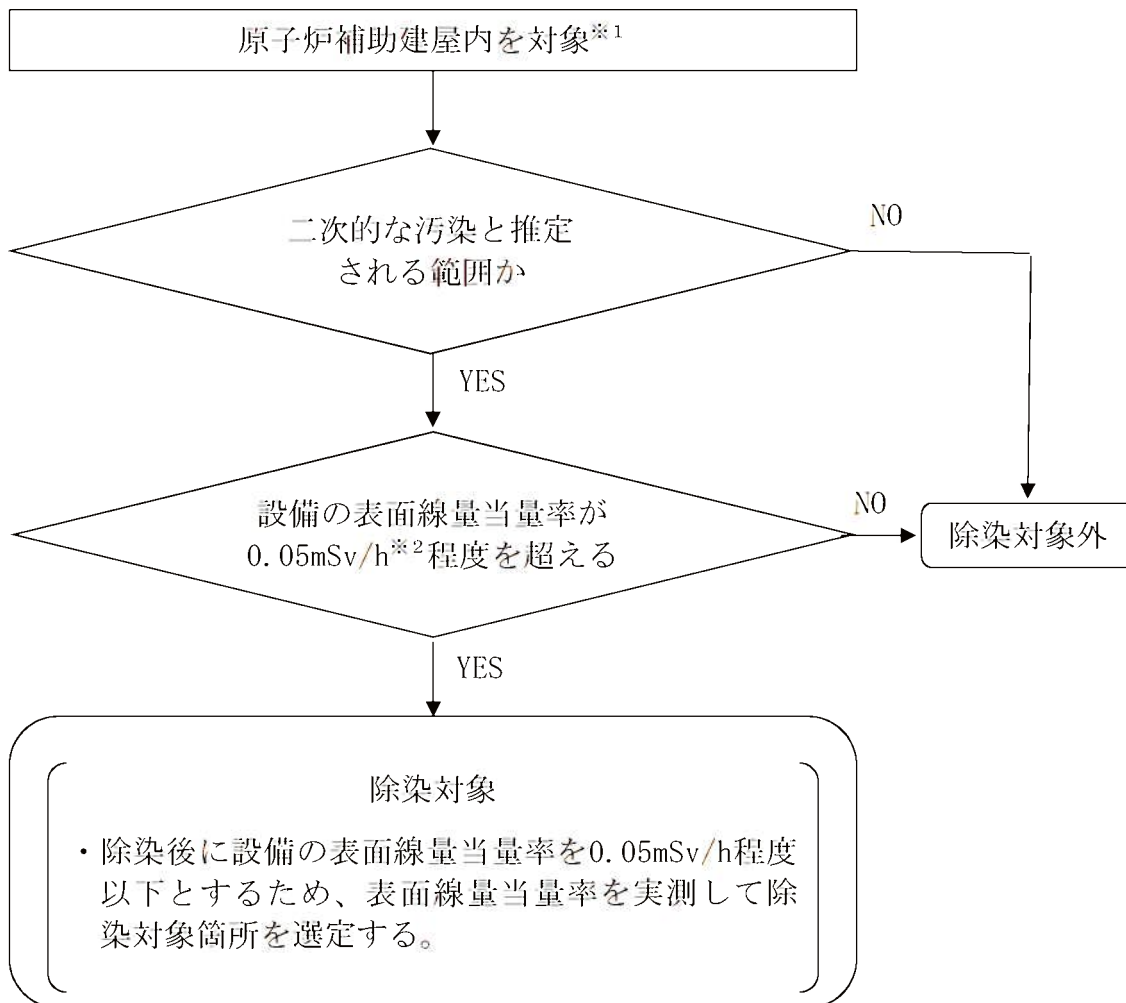 原子炉補助建屋内を対象※1
二次的な汚染と推定
される範囲か
NO
YES
設備の表面線量当量率が
0.05mSv/h※2程度を超える
NO
除染対象外
YES
除染対象
・除染後に設備の表面線量当量率を0.05mSv/h程度
以下とするため、表面線量当量率を実測して除
染対象箇所を選定する。